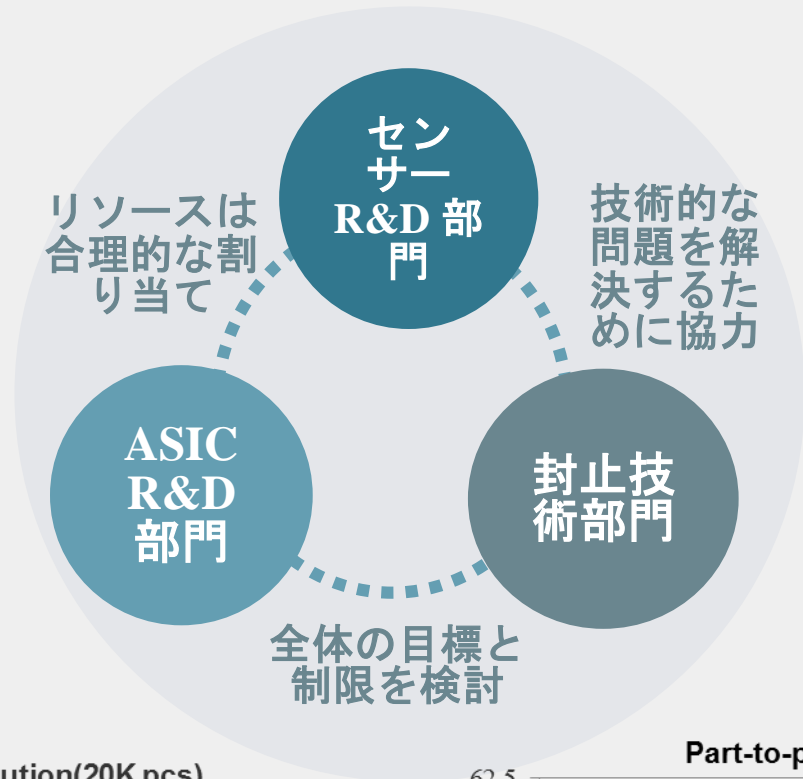 セン
サー
R&D 部
門
リソースは
合理的な割
り当て
技術的な
問題を解
決するた
めに協力
ASIC
R&D
部門
封止技
術部門
全体の目標と
制限を検討
Part-to-p
ution(20K pcs)
62.5